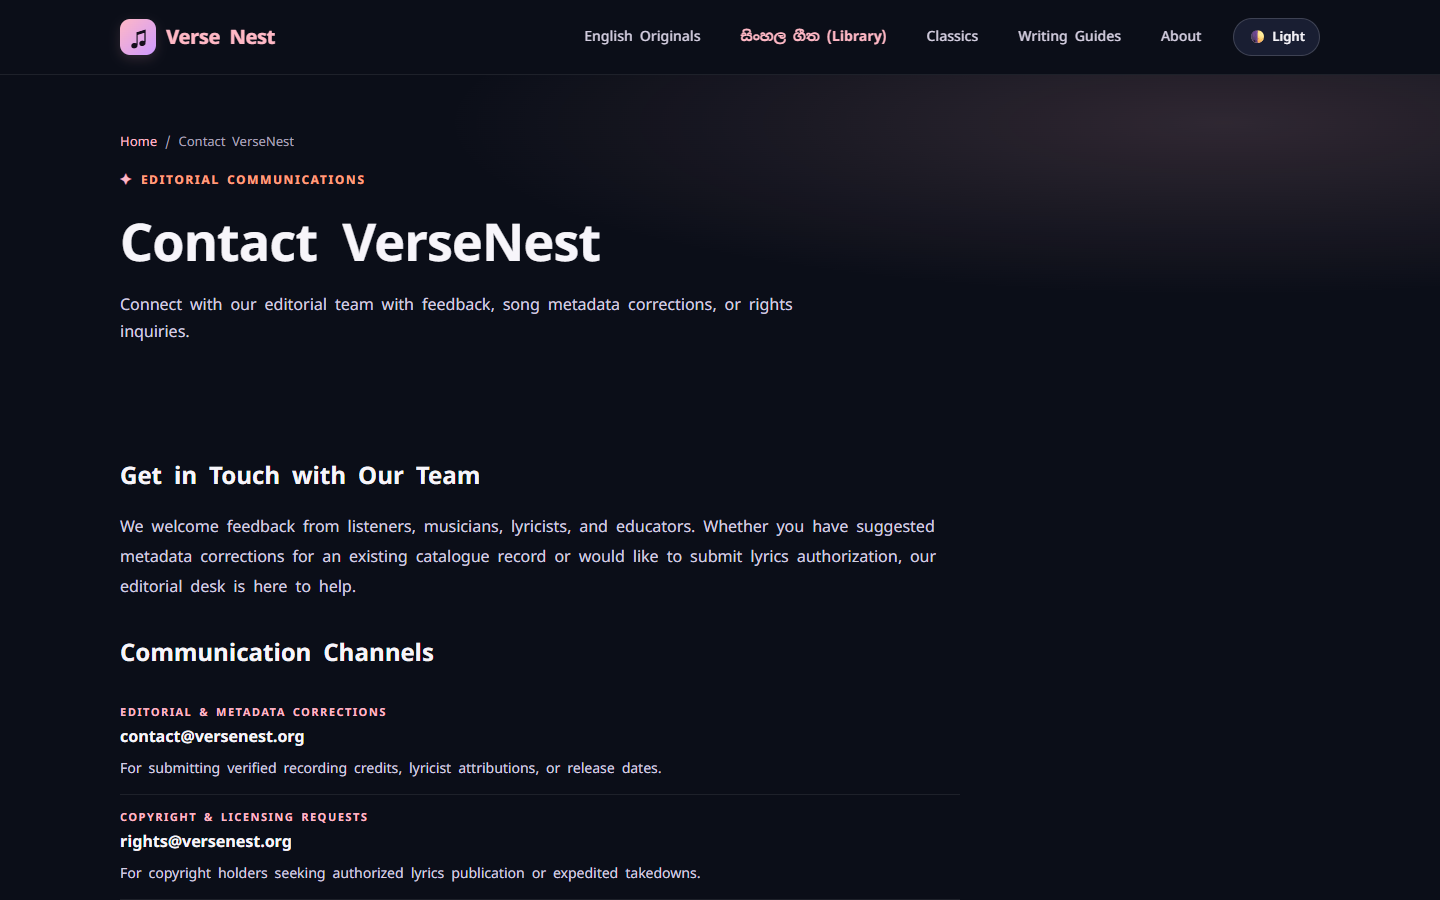 Verse Nest
English Originals
සිංහල ගීත (Library)
Classics
Writing Guides
About
Light
Home / Contact VerseNest
EDITORIAL COMMUNICATIONS
Contact VerseNest
Connect with our editorial team with feedback, song metadata corrections, or rights
inquiries.
Get in Touch with Our Team
We welcome feedback from listeners, musicians, lyricists, and educators. Whether you have suggested
metadata corrections for an existing catalogue record or would like to submit lyrics authorization, our
editorial desk is here to help.
Communication Channels
EDITORIAL & METADATA CORRECTIONS
contact@versenest.org
For submitting verified recording credits, lyricist attributions, or release dates.
COPYRIGHT & LICENSING REQUESTS
rights@versenest.org
For copyright holders seeking authorized lyrics publication or expedited takedowns.